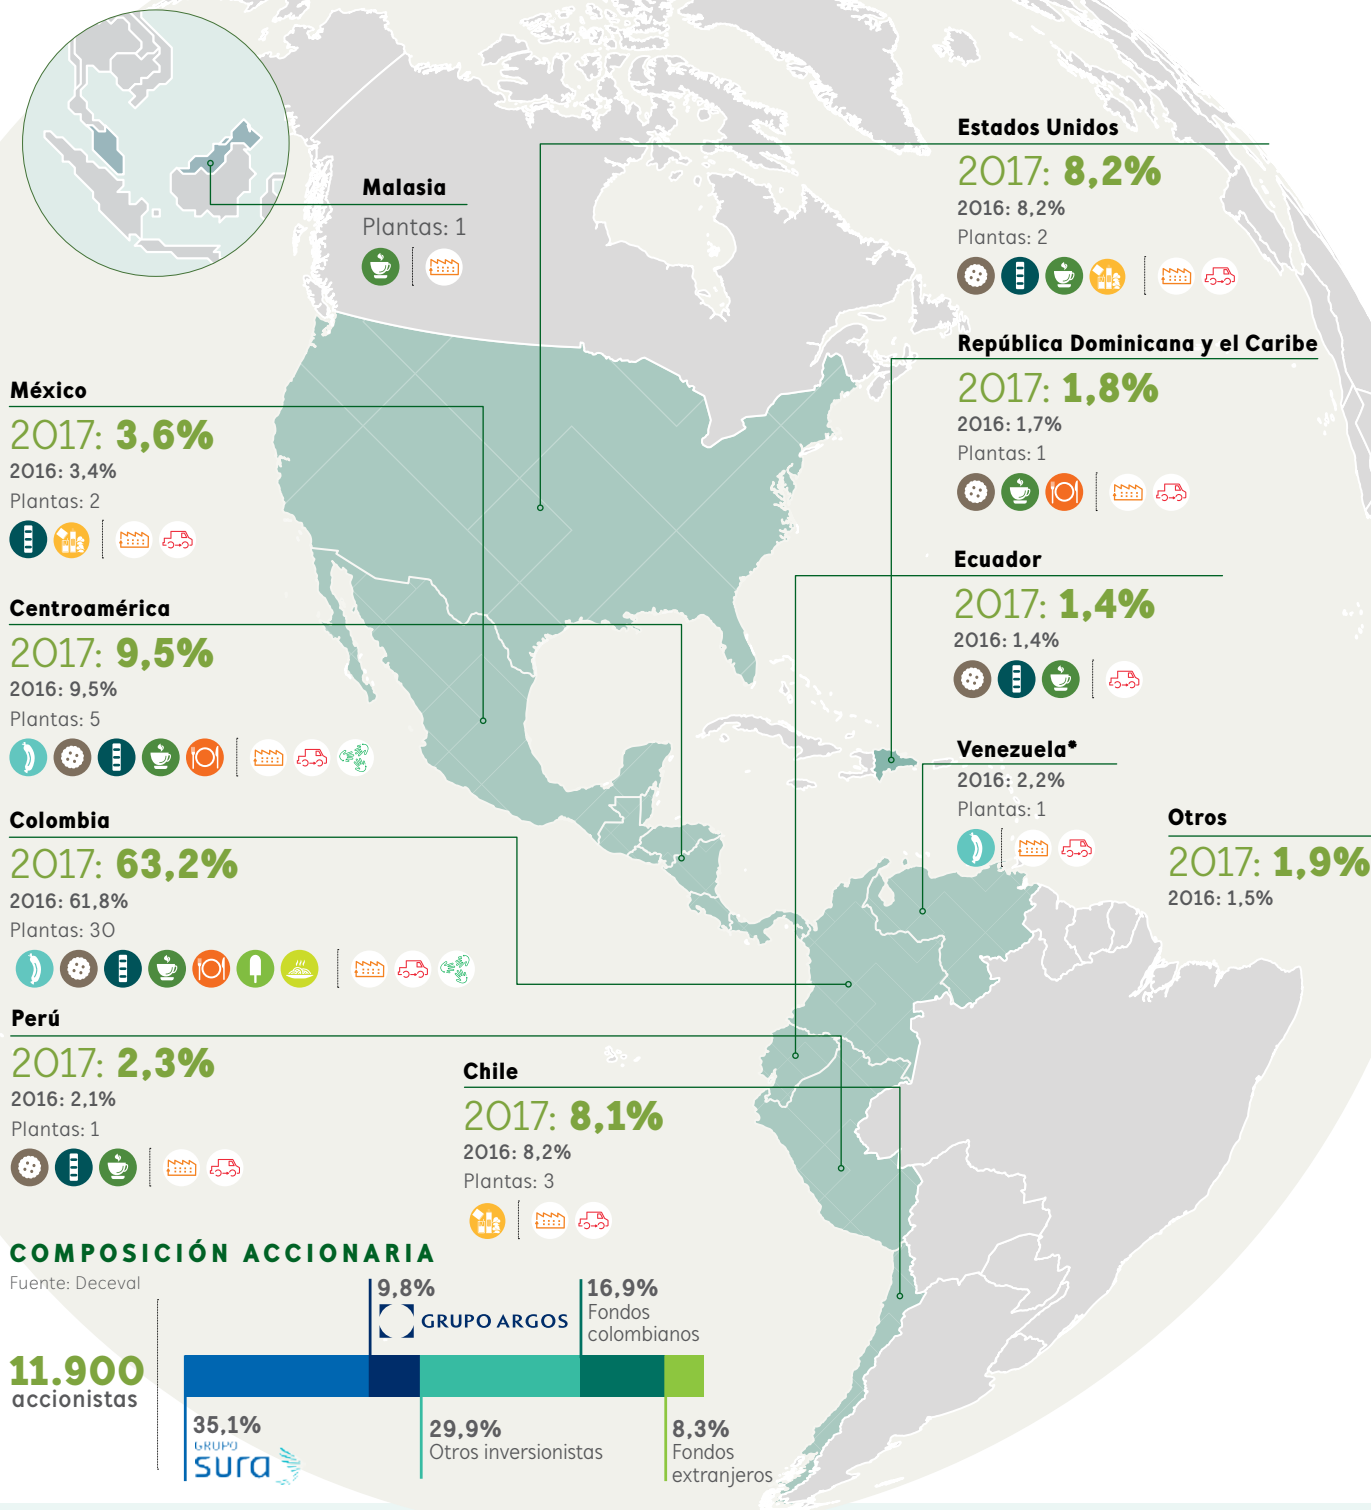 Malasia
Plantas: 1
Estados Unidos
2017: 8,2%
2016: 8,2%
Plantas: 2
República Dominicana y el Caribe
2017: 1,8%
2016: 1,7%
Plantas: 1
México
2017: 3,6%
2016: 3,4%
Plantas: 2
Ecuador
2017: 1,4%
2016: 1,4%
Centroamérica
2017: 9,5%
2016: 9,5%
Plantas: 5
Venezuela*
2016: 2,2%
Plantas: 1
Otros
2017: 1,9%
2016: 1,5%
Colombia
2017: 63,2%
2016: 61,8%
Plantas: 30
Perú
2017: 2,3%
2016: 2,1%
Plantas: 1
Chile
2017: 8,1%
2016: 8,2%
Plantas: 3
COMPOSICIÓN ACCIONARIA
Fuente: Deceval
11.900
accionistas
9,8%
GRUPO ARGOS
16,9%
Fondos
colombianos
35,1%
GRUPO
sura
29,9%
Otros inversionistas
8,3%
Fondos
extranjeros